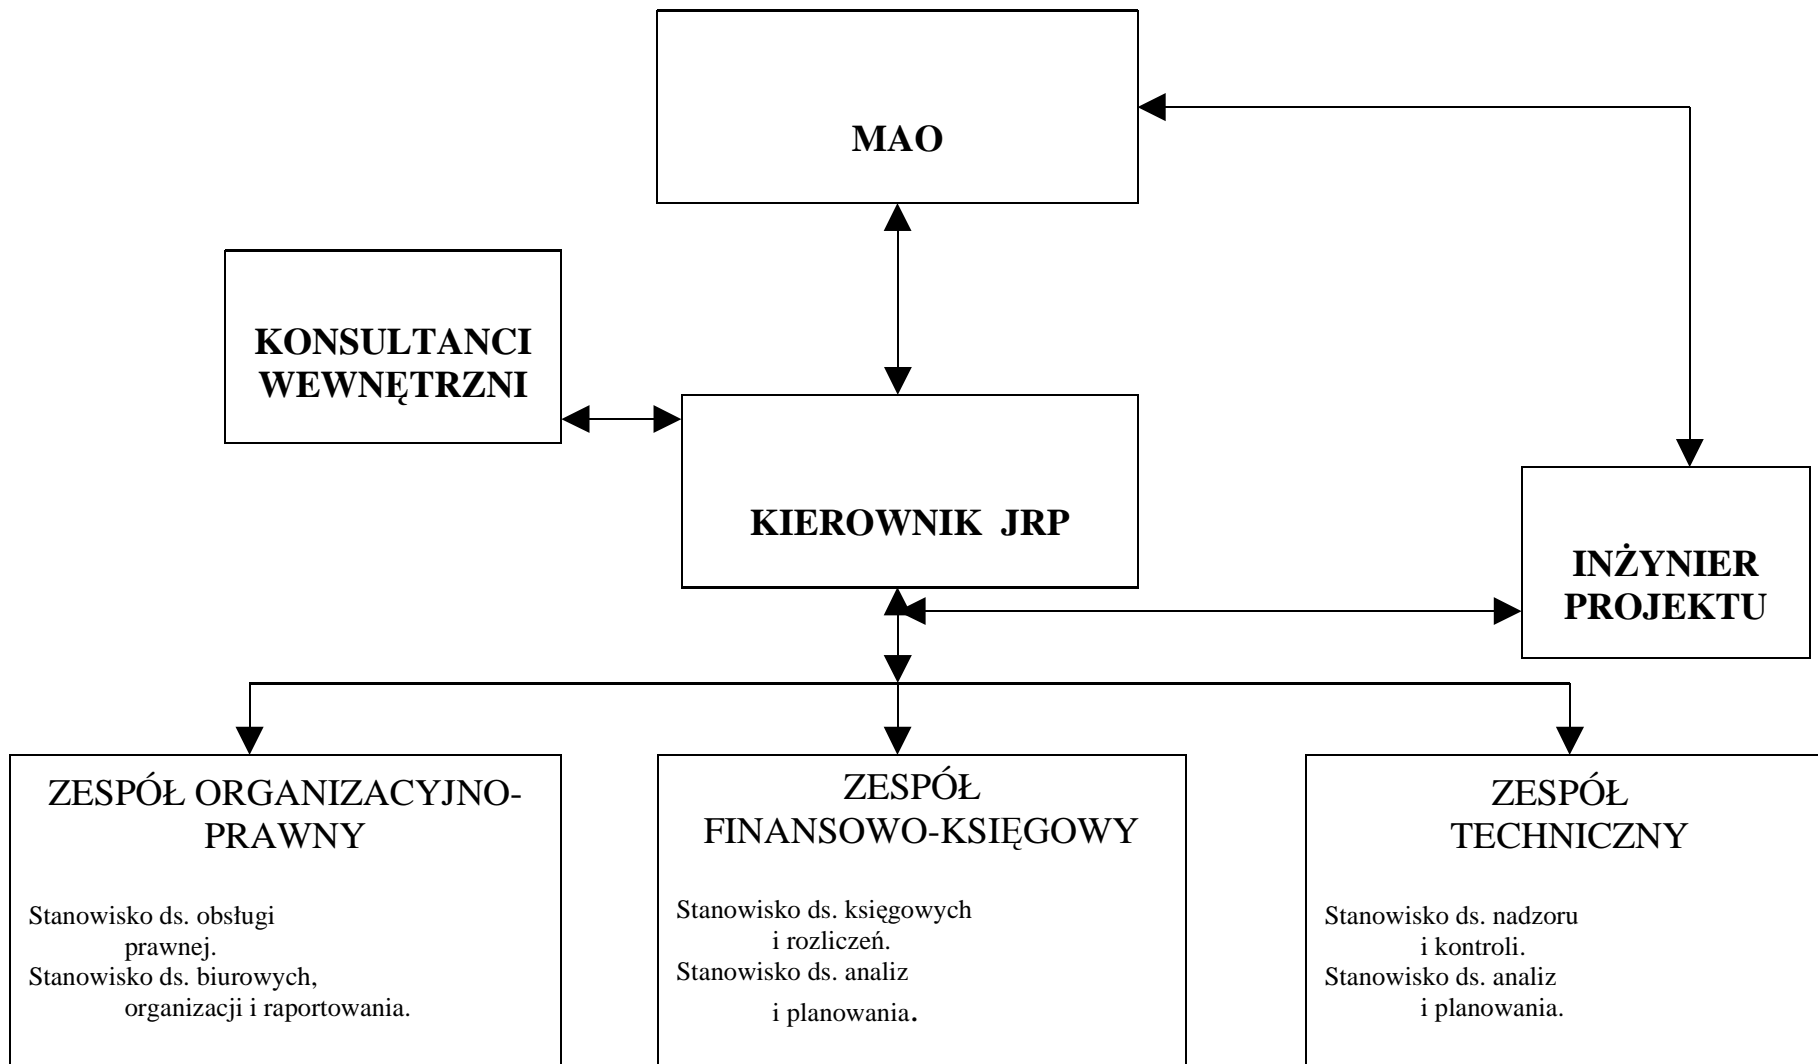 MAO
KONSULTANCI
WEWNĘTRZNI
KIEROWNIK  JRP
INŻYNIER
PROJEKTU
ZESPÓŁ ORGANIZACYJNO-
PRAWNY
Stanowisko ds. obsługi
prawnej.
Stanowisko ds. biurowych,
organizacji i raportowania.
ZESPÓŁ
FINANSOWO-KSIĘGOWY
Stanowisko ds. księgowych
i rozliczeń.
Stanowisko ds. analiz
i planowania.
ZESPÓŁ
TECHNICZNY
Stanowisko ds. nadzoru
i kontroli.
Stanowisko ds. analiz
i planowania.